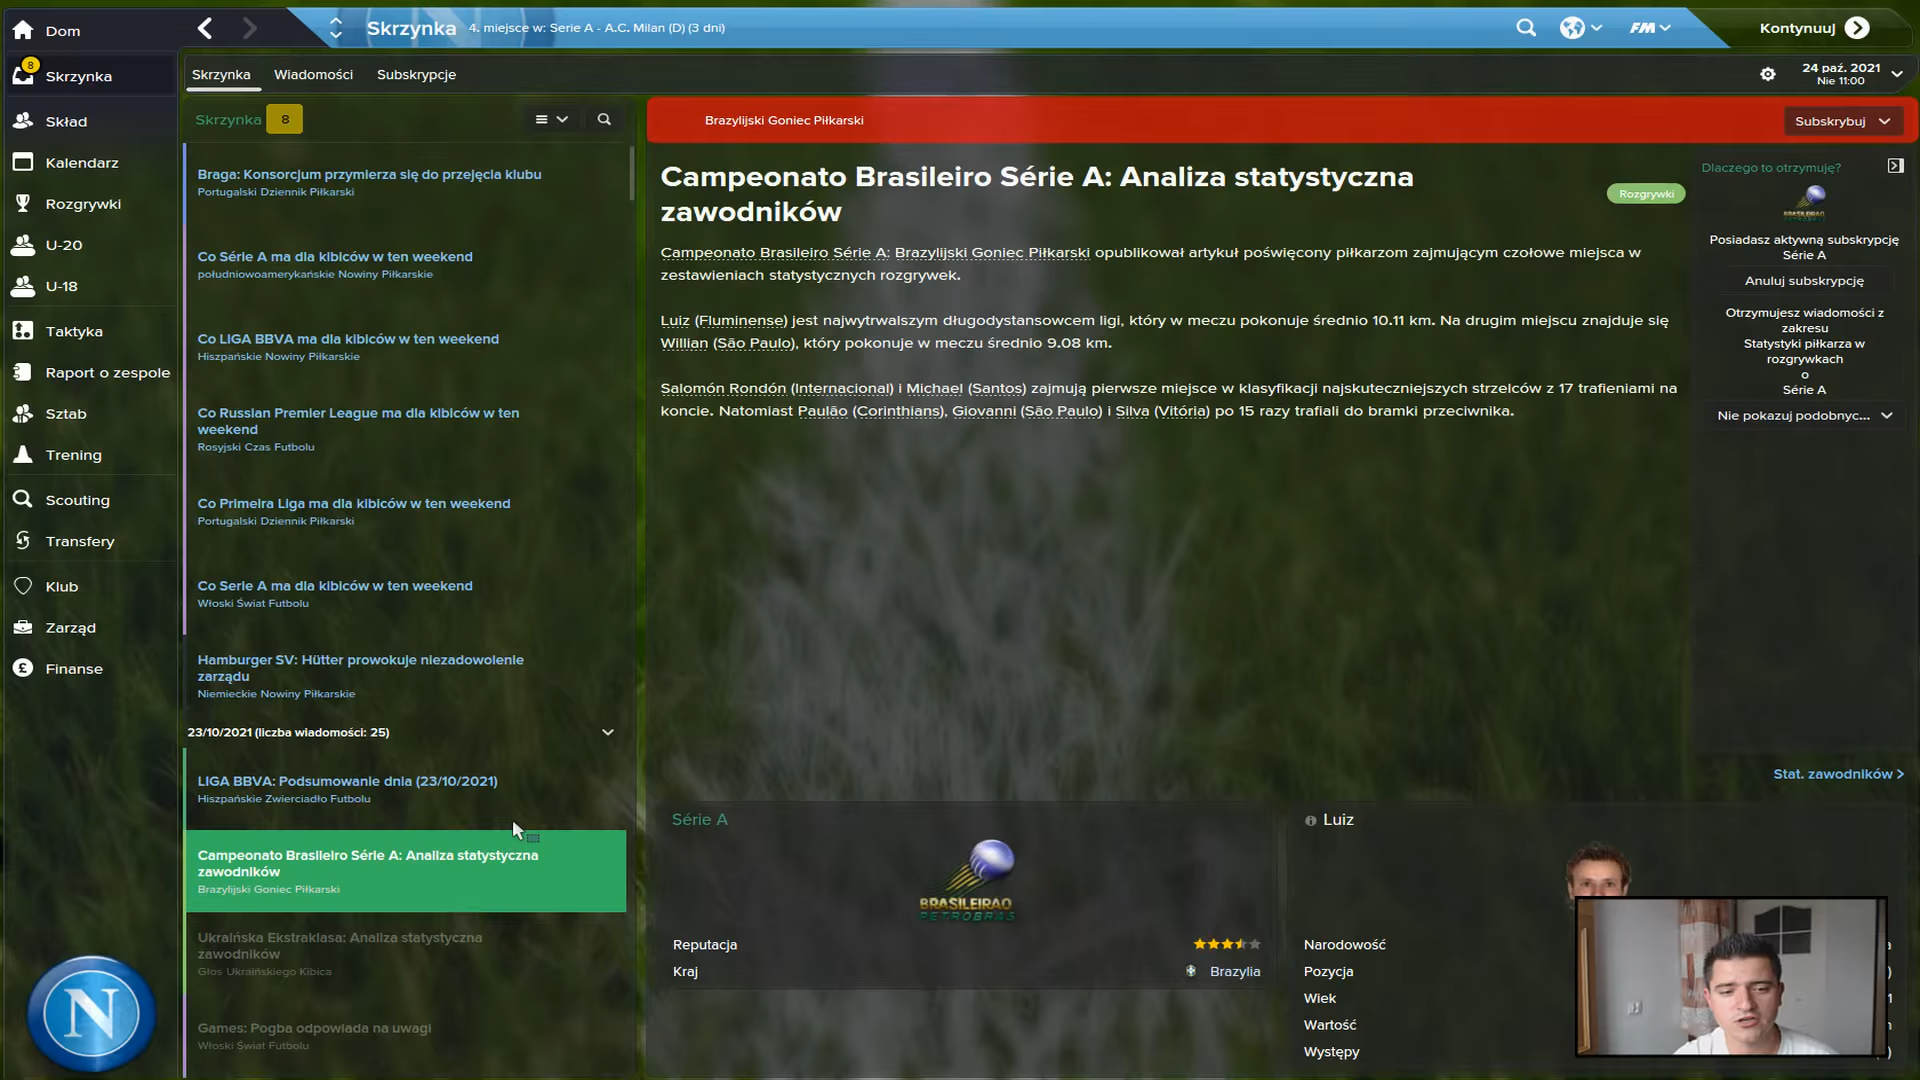 Dom
8
Skrzynka
Skład
Kalendarz
Rozgrywki
U-20
U-18
Taktyka
Raport o zespole
Sztab
Trening
Scouting
Transfery
Klub
Zarząd
Finanse
N
Skrzynka
4. miejsce w: Serie A - A.C. Milan (D) (3 dni)
FM
Kontynuuj
Skrzynka
Wiadomości
Subskrypcje
24 paź. 2021
Nie 11:00
Skrzynka
8
Braga: Konsorcjum przymierza się do przejęcia klubu
Portugalski Dziennik Piłkarski
Co Série A ma dla kibiców w ten weekend
południowoamerykańskie Nowiny Piłkarskie
Co LIGA BBVA ma dla kibiców w ten weekend
Hiszpańskie Nowiny Piłkarskie
Co Russian Premier League ma dla kibiców w ten
weekend
Rosyjski Czas Futbolu
Co Primeira Liga ma dla kibiców w ten weekend
Portugalski Dziennik Piłkarski
Co Serie A ma dla kibiców w ten weekend
Włoski Świat Futbolu
Hamburger SV: Hütter prowokuje niezadowolenie
zarządu
Niemieckie Nowiny Piłkarskie
23/10/2021 (liczba wiadomości: 25)
LIGA BBVA: Podsumowanie dnia (23/10/2021)
Hiszpańskie Zwierciadło Futbolu
Campeonato Brasileiro Série A: Analiza statystyczna
zawodników
Brazylijski Goniec Piłkarski
Ukraińska Ekstraklasa: Analiza statystyczna
zawodników
Głos Ukraińskiego Kibica
Games: Pogba odpowiada na uwagi
Włoski Świat Futbolu
Brazylijski Goniec Piłkarski
Subskrybuj
Campeonato Brasileiro Série A: Analiza statystyczna
zawodników
Rozgrywki
Campeonato Brasileiro Série A: Brazylijski Goniec Piłkarski opublikował artykuł poświęcony piłkarzom zajmującym czołowe miejsca w
zestawieniach statystycznych rozgrywek.
Luiz (Fluminense) jest najwytrwalszym długodystansowcem ligi, który w meczu pokonuje średnio 10.11 km. Na drugim miejscu znajduje się
Willian (São Paulo), który pokonuje w meczu średnio 9.08 km.
Salomón Rondón (Internacional) i Michael (Santos) zajmują pierwsze miejsce w klasyfikacji najskuteczniejszych strzelców z 17 trafieniami na
koncie. Natomiast Paulão (Corinthians), Giovanni (São Paulo) i Silva (Vitória) po 15 razy trafiali do bramki przeciwnika.
Dlaczego to otrzymuję?
BRASILEIRAO
Posiadasz aktywną subskrypcję
Série A
Anuluj subskrypcję
Otrzymujesz wiadomości z
zakresu
Statystyki piłkarza w
rozgrywkach
o
Série A
Nie pokazuj podobnyc...
Stat. zawodników >
Série A
BRASILEIRAO
PETROBRAS
Reputacja
Kraj
Brazylia
Luiz
Narodowość
Pozycja
Wiek
Wartość
Występy